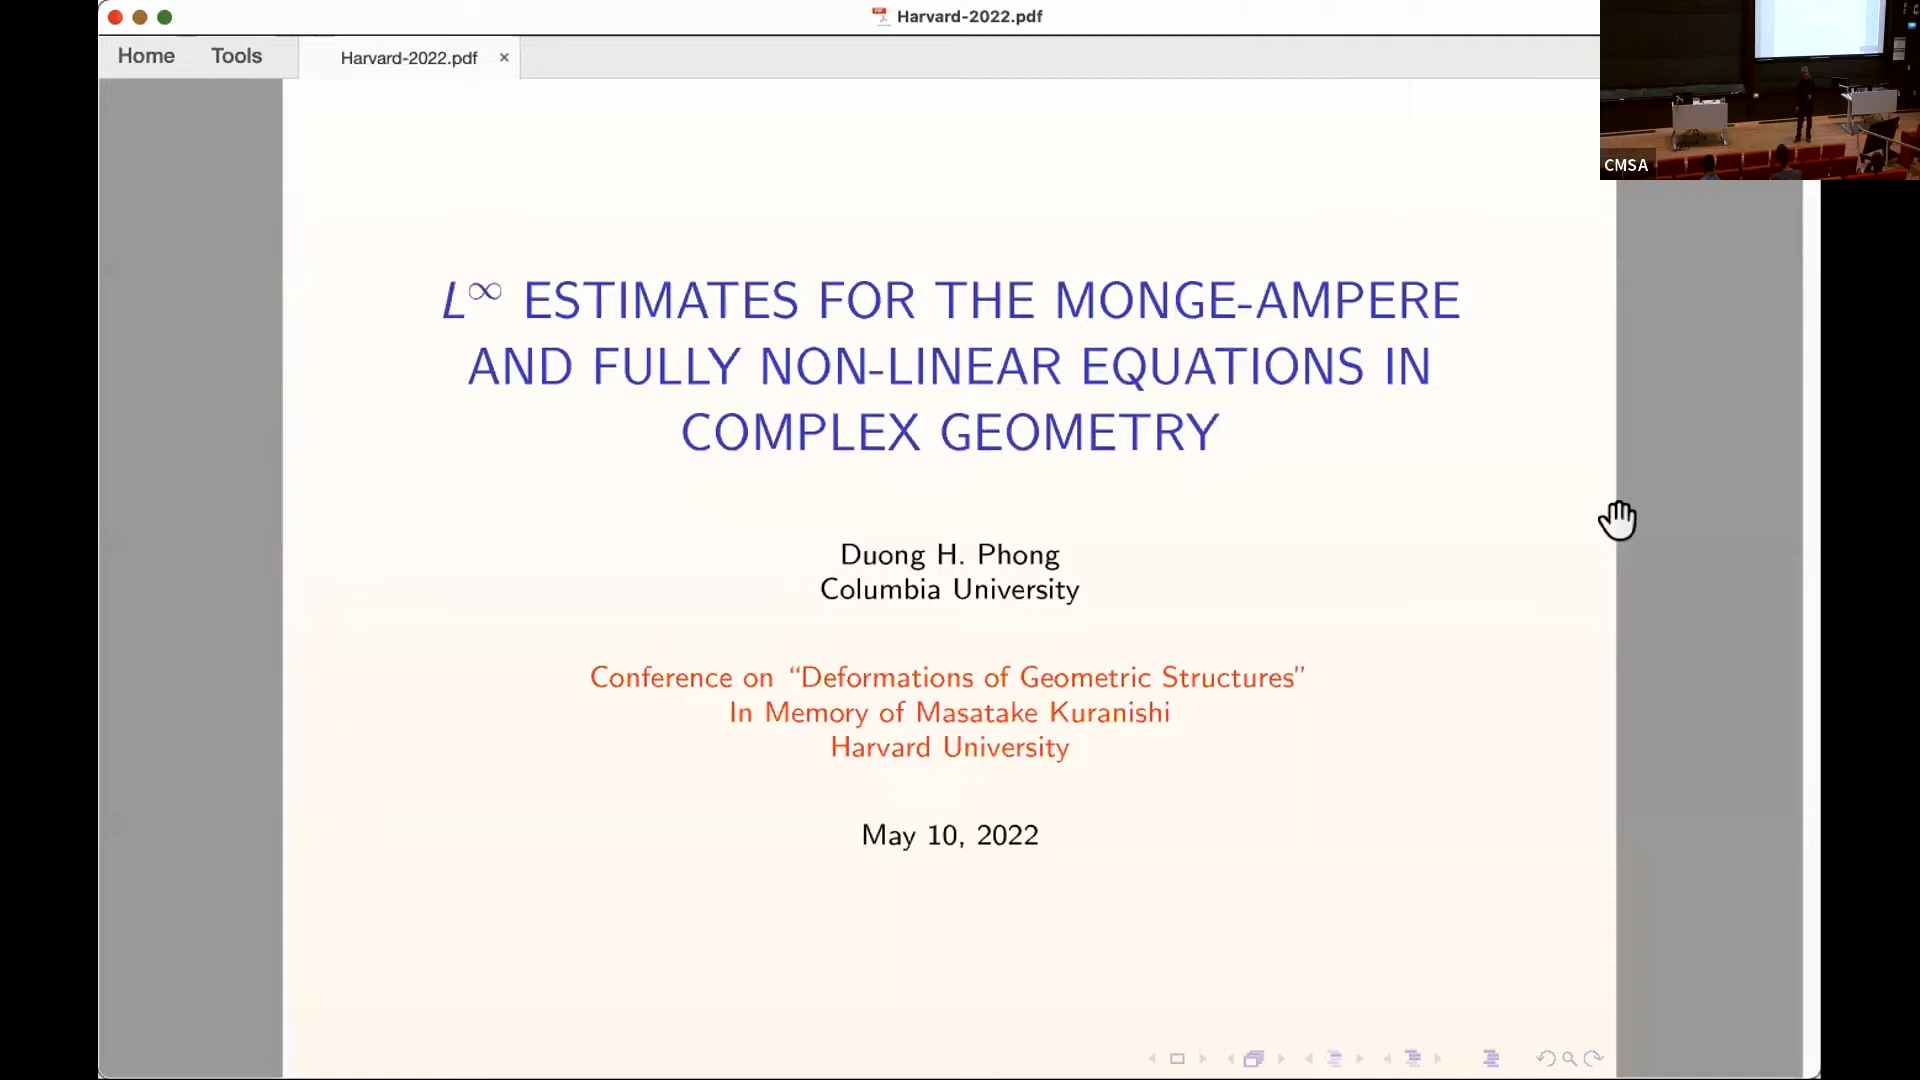 Harvard-2022.pdf
Home Tools Harvard-2022.pdf ×
CMSA
L∞ ESTIMATES FOR THE MONGE-AMPERE
AND FULLY NON-LINEAR EQUATIONS IN
COMPLEX GEOMETRY
Duong H. Phong
Columbia University
Conference on “Deformations of Geometric Structures”
In Memory of Masatake Kuranishi
Harvard University
May 10, 2022